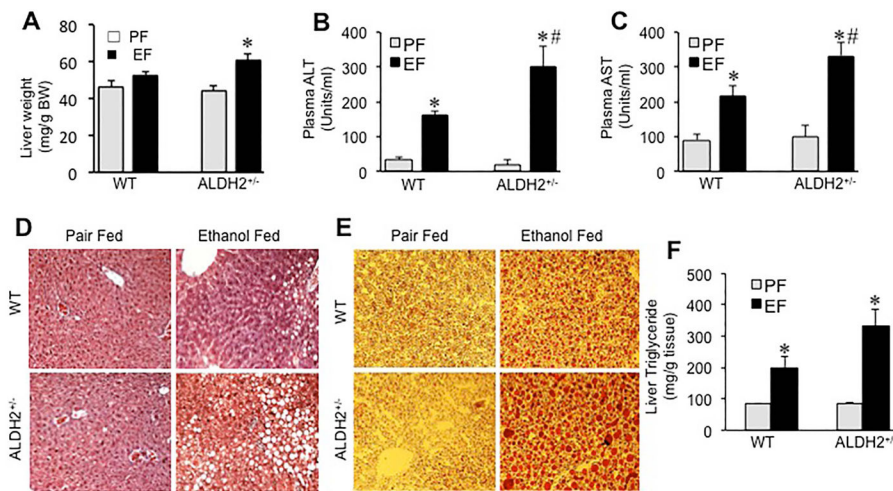 A
Liver weight
(mg/g BW)
80
60
40
20
0
PF
EF
*
WT
ALDH2+/-
B
Plasma ALT
(Units/ml)
400
300
200
100
0
PF
EF
*
*#
WT
ALDH2+/-
C
Plasma AST
(Units/ml)
400
300
200
100
0
PF
EF
*
*#
WT
ALDH2+/-
D
Pair Fed
Ethanol Fed
WT
ALDH2+/-
E
Pair Fed
Ethanol Fed
WT
ALDH2+/-
F
Liver Triglyceride
(mg/g tissue)
500
400
300
200
100
0
PF
EF
*
*
WT
ALDH2+/